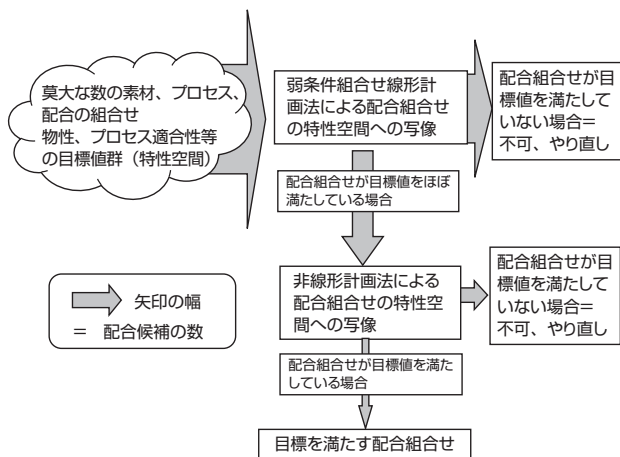 莫大な数の素材、プロセス、
配合の組合せ
物性、プロセス適合性等
の目標値群（特性空間）
弱条件組合せ線形計
画法による配合組合せ
の特性空間への写像
配合組合せが目
標値を満たして
いない場合＝
不可、やり直し
配合組合せが目標値をほぼ
満たしている場合
非線形計画法による
配合組合せの特性空
間への写像
配合組合せが目
標値を満たして
いない場合＝
不可、やり直し
矢印の幅
= 配合候補の数
配合組合せが目標値を満た
している場合
目標を満たす配合組合せ